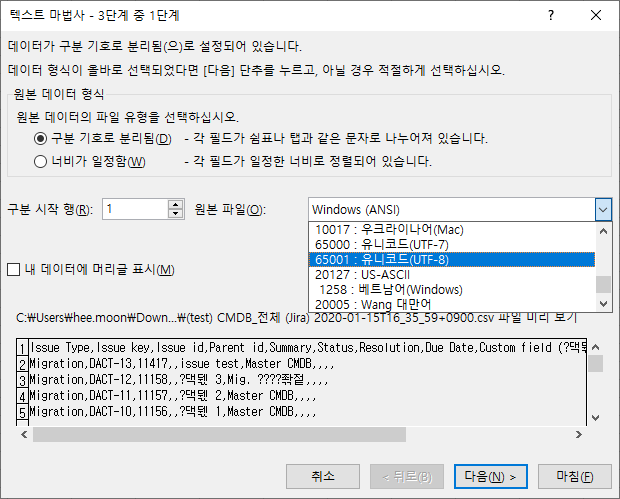 텍스트 마법사 - 3단계 중 1단계
데이터가 구분 기호로 분리됨(으)로 설정되어 있습니다.
데이터 형식이 올바로 선택되었다면 [다음] 단추를 누르고, 아닐 경우 적절하게 선택하십시오.
원본 데이터 형식
원본 데이터의 파일 유형을 선택하십시오.
구분 기호로 분리됨(D) - 각 필드가 쉼표나 탭과 같은 문자로 나누어져 있습니다.
너비가 일정함(W) - 각 필드가 일정한 너비로 정렬되어 있습니다.
구분 시작 행(R): 1 원본 파일(O): Windows (ANSI)
10017 : 우크라이나어(Mac)
65000 : 유니코드(UTF-7)
65001 : 유니코드(UTF-8)
20127 : US-ASCII
1258 : 베트남어(Windows)
20005 : Wang 대만어
내 데이터에 머리글 표시(M)
C:₩Users₩hee.moon₩Down...₩(test) CMDB_전체 (Jira) 2020-01-15T16_35_59+0900.csv 파일 미리 보기
1 Issue Type,Issue key,Issue id,Parent id,Summary,Status,Resolution,Due Date,Custom field (?댁
2 Migration,DACT-13,11417,,issue test,Master CMDB,,,,
3 Migration,DACT-12,11158,,?댁뒊 3,Mig. ????좎젙,,,,
4 Migration,DACT-11,11157,,?댁뒊 2,Master CMDB,,,,
5 Migration,DACT-10,11156,,?댁뒊 1,Master CMDB,,,,
취소 < 뒤로(B) 다음(N) > 마침(F)